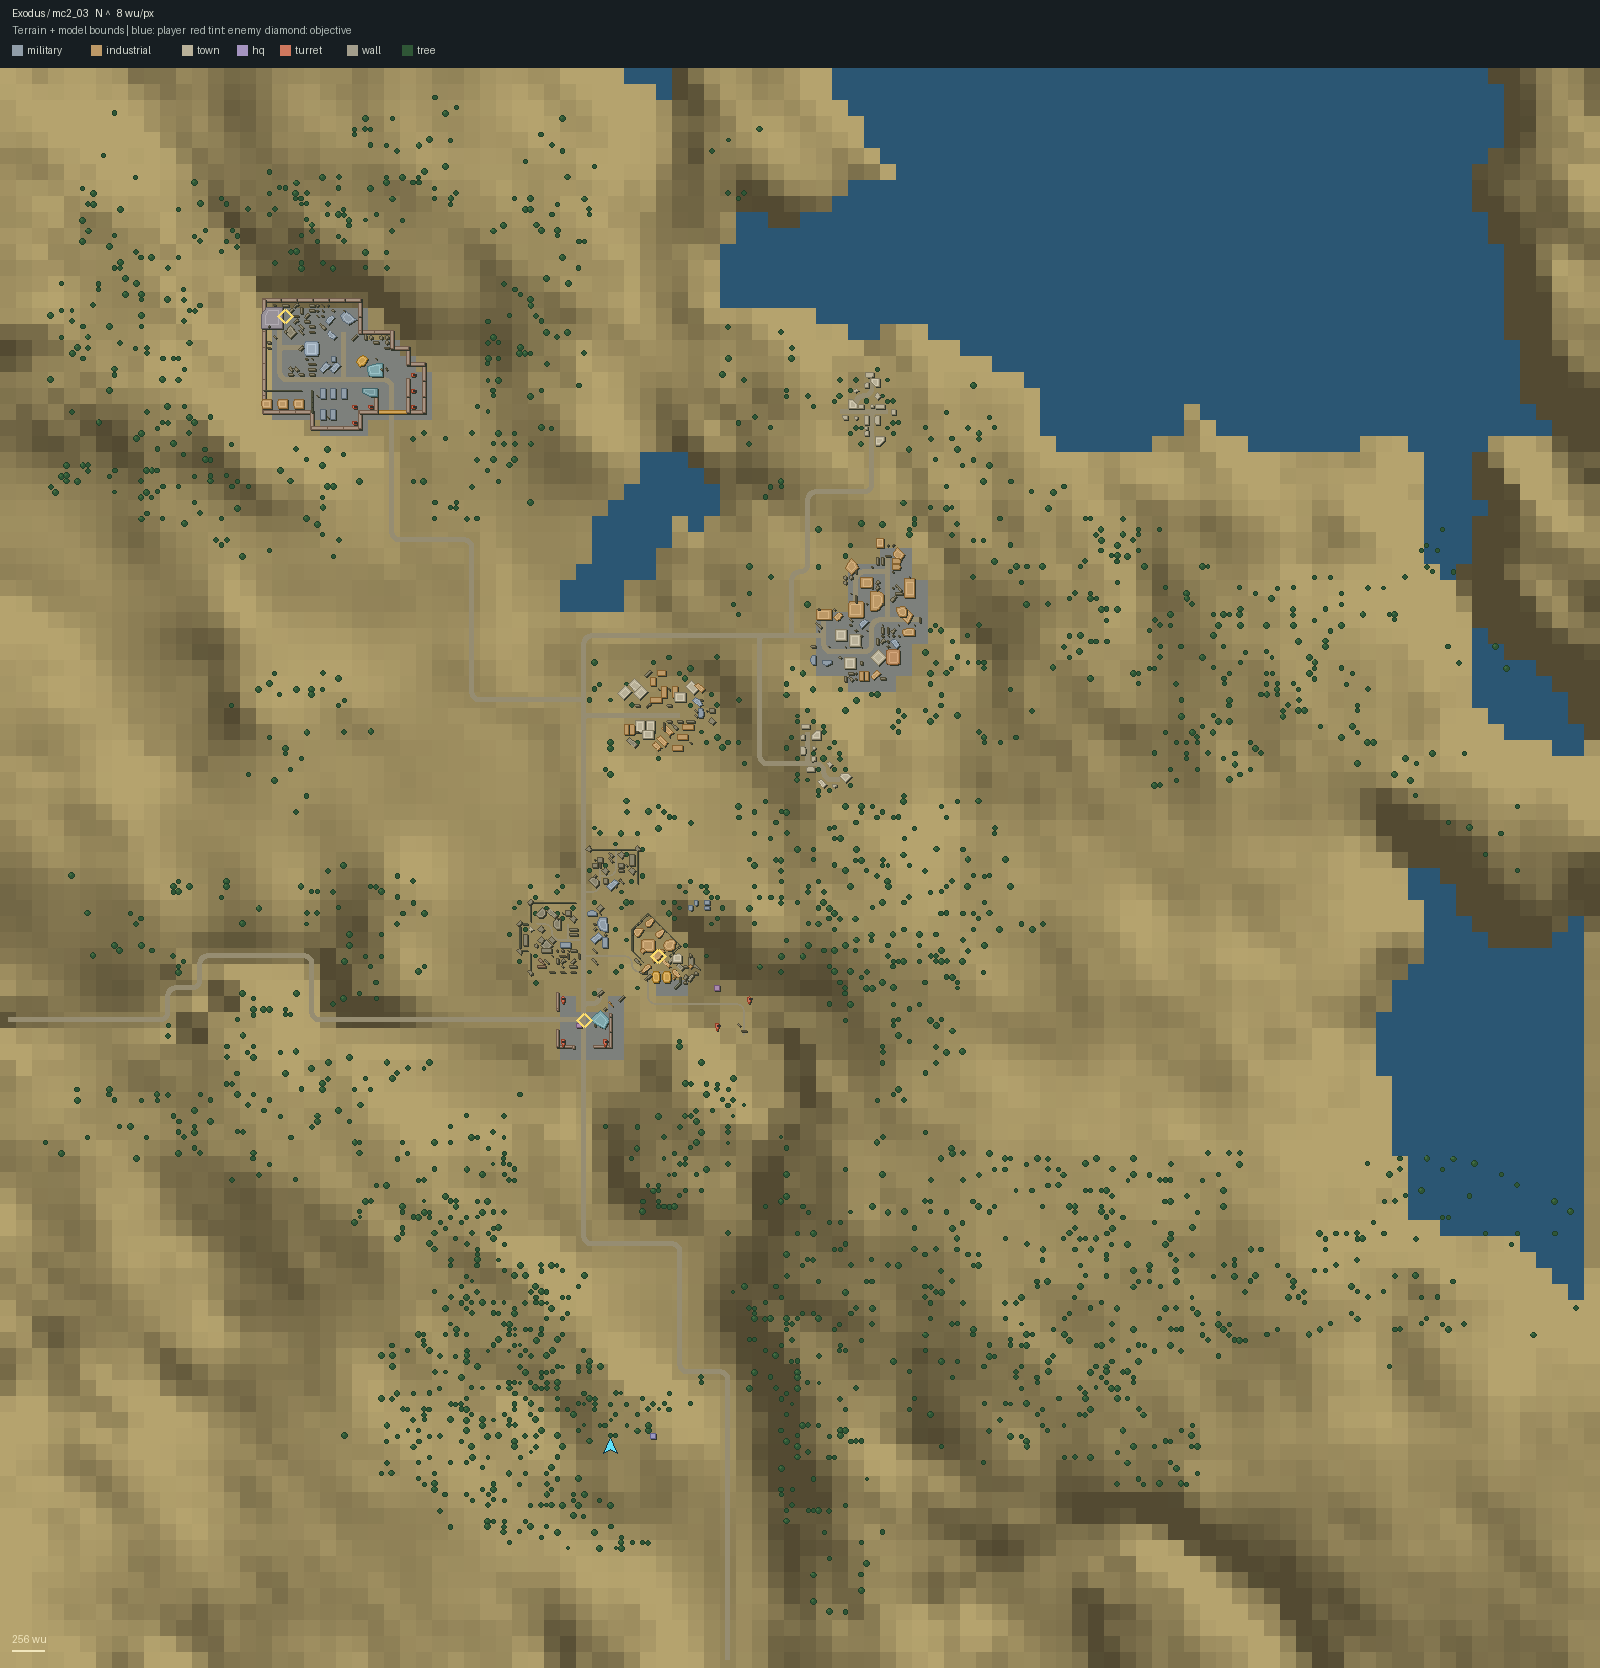 Exodus / mc2_03 N ^ 8 wu/px
Terrain + model bounds | blue: player red tint: enemy diamond: objective
military industrial town hq turret wall tree
256 wu